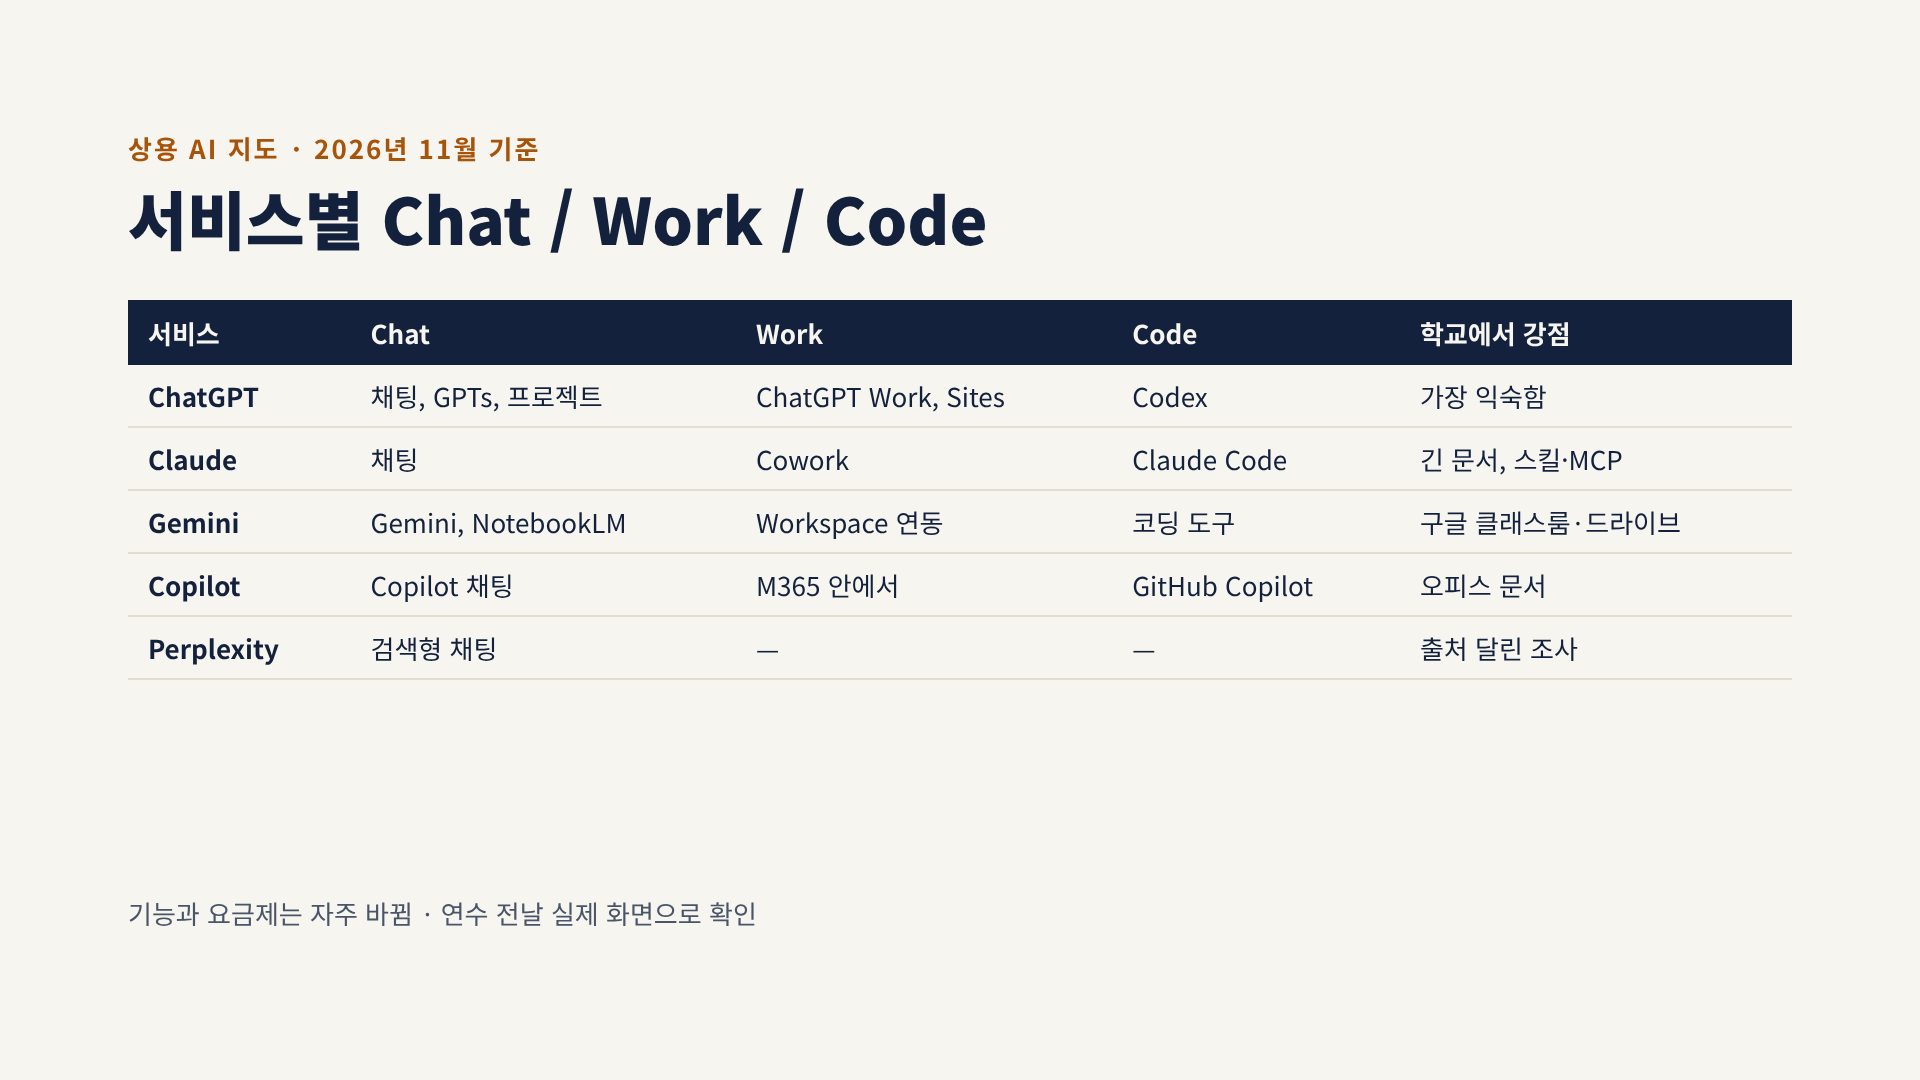 상용 AI 지도 · 2026년 11월 기준
서비스별 Chat / Work / Code
서비스 Chat Work Code 학교에서 강점
ChatGPT 채팅, GPTs, 프로젝트 ChatGPT Work, Sites Codex 가장 익숙함
Claude 채팅 Cowork Claude Code 긴 문서, 스킬·MCP
Gemini Gemini, NotebookLM Workspace 연동 코딩 도구 구글 클래스룸·드라이브
Copilot Copilot 채팅 M365 안에서 GitHub Copilot 오피스 문서
Perplexity 검색형 채팅 — — 출처 달린 조사
기능과 요금제는 자주 바뀜 · 연수 전날 실제 화면으로 확인